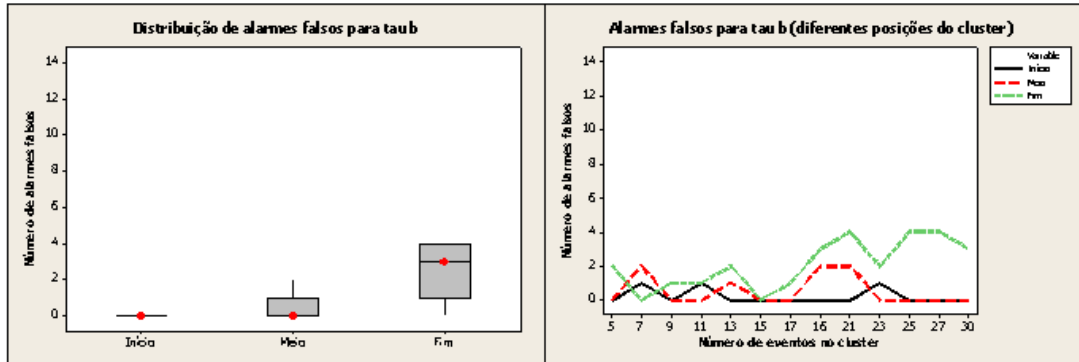 Distribuição de alarmes falsos para tau b
Número de alarmes falsos
14
12
10
8
6
4
2
0
Início
Meio
Fim
Alarmes falsos para tau b (diferentes posições do cluster)
Número de alarmes falsos
14
12
10
8
6
4
2
0
5 7 9 11 13 15 17 16 21 23 25 27 30
Número de eventos no cluster
Variable
Início
Meio
Fim